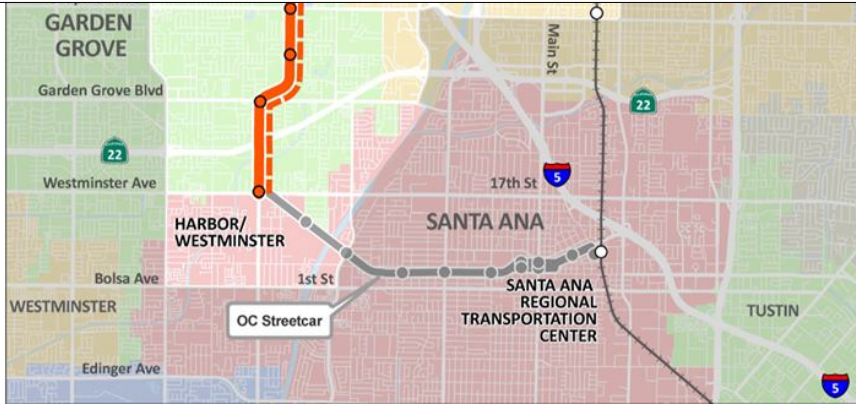 GARDEN
GROVE
Main St
Garden Grove Blvd
22
22
Westminster Ave
17th St
5
HARBOR/
WESTMINSTER
SANTA ANA
Bolsa Ave
1st St
WESTMINSTER
OC Streetcar
SANTA ANA
REGIONAL
TRANSPORTATION
CENTER
TUSTIN
Edinger Ave
5